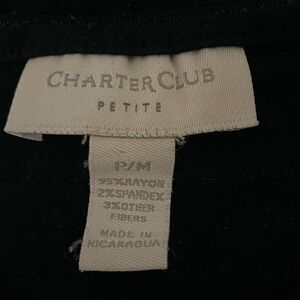 CHARTER CLUB
PETITE
P/M
95% RAYON
2% SPANDEX
3% OTHER
FIBERS
MADE IN
NICARAGUA